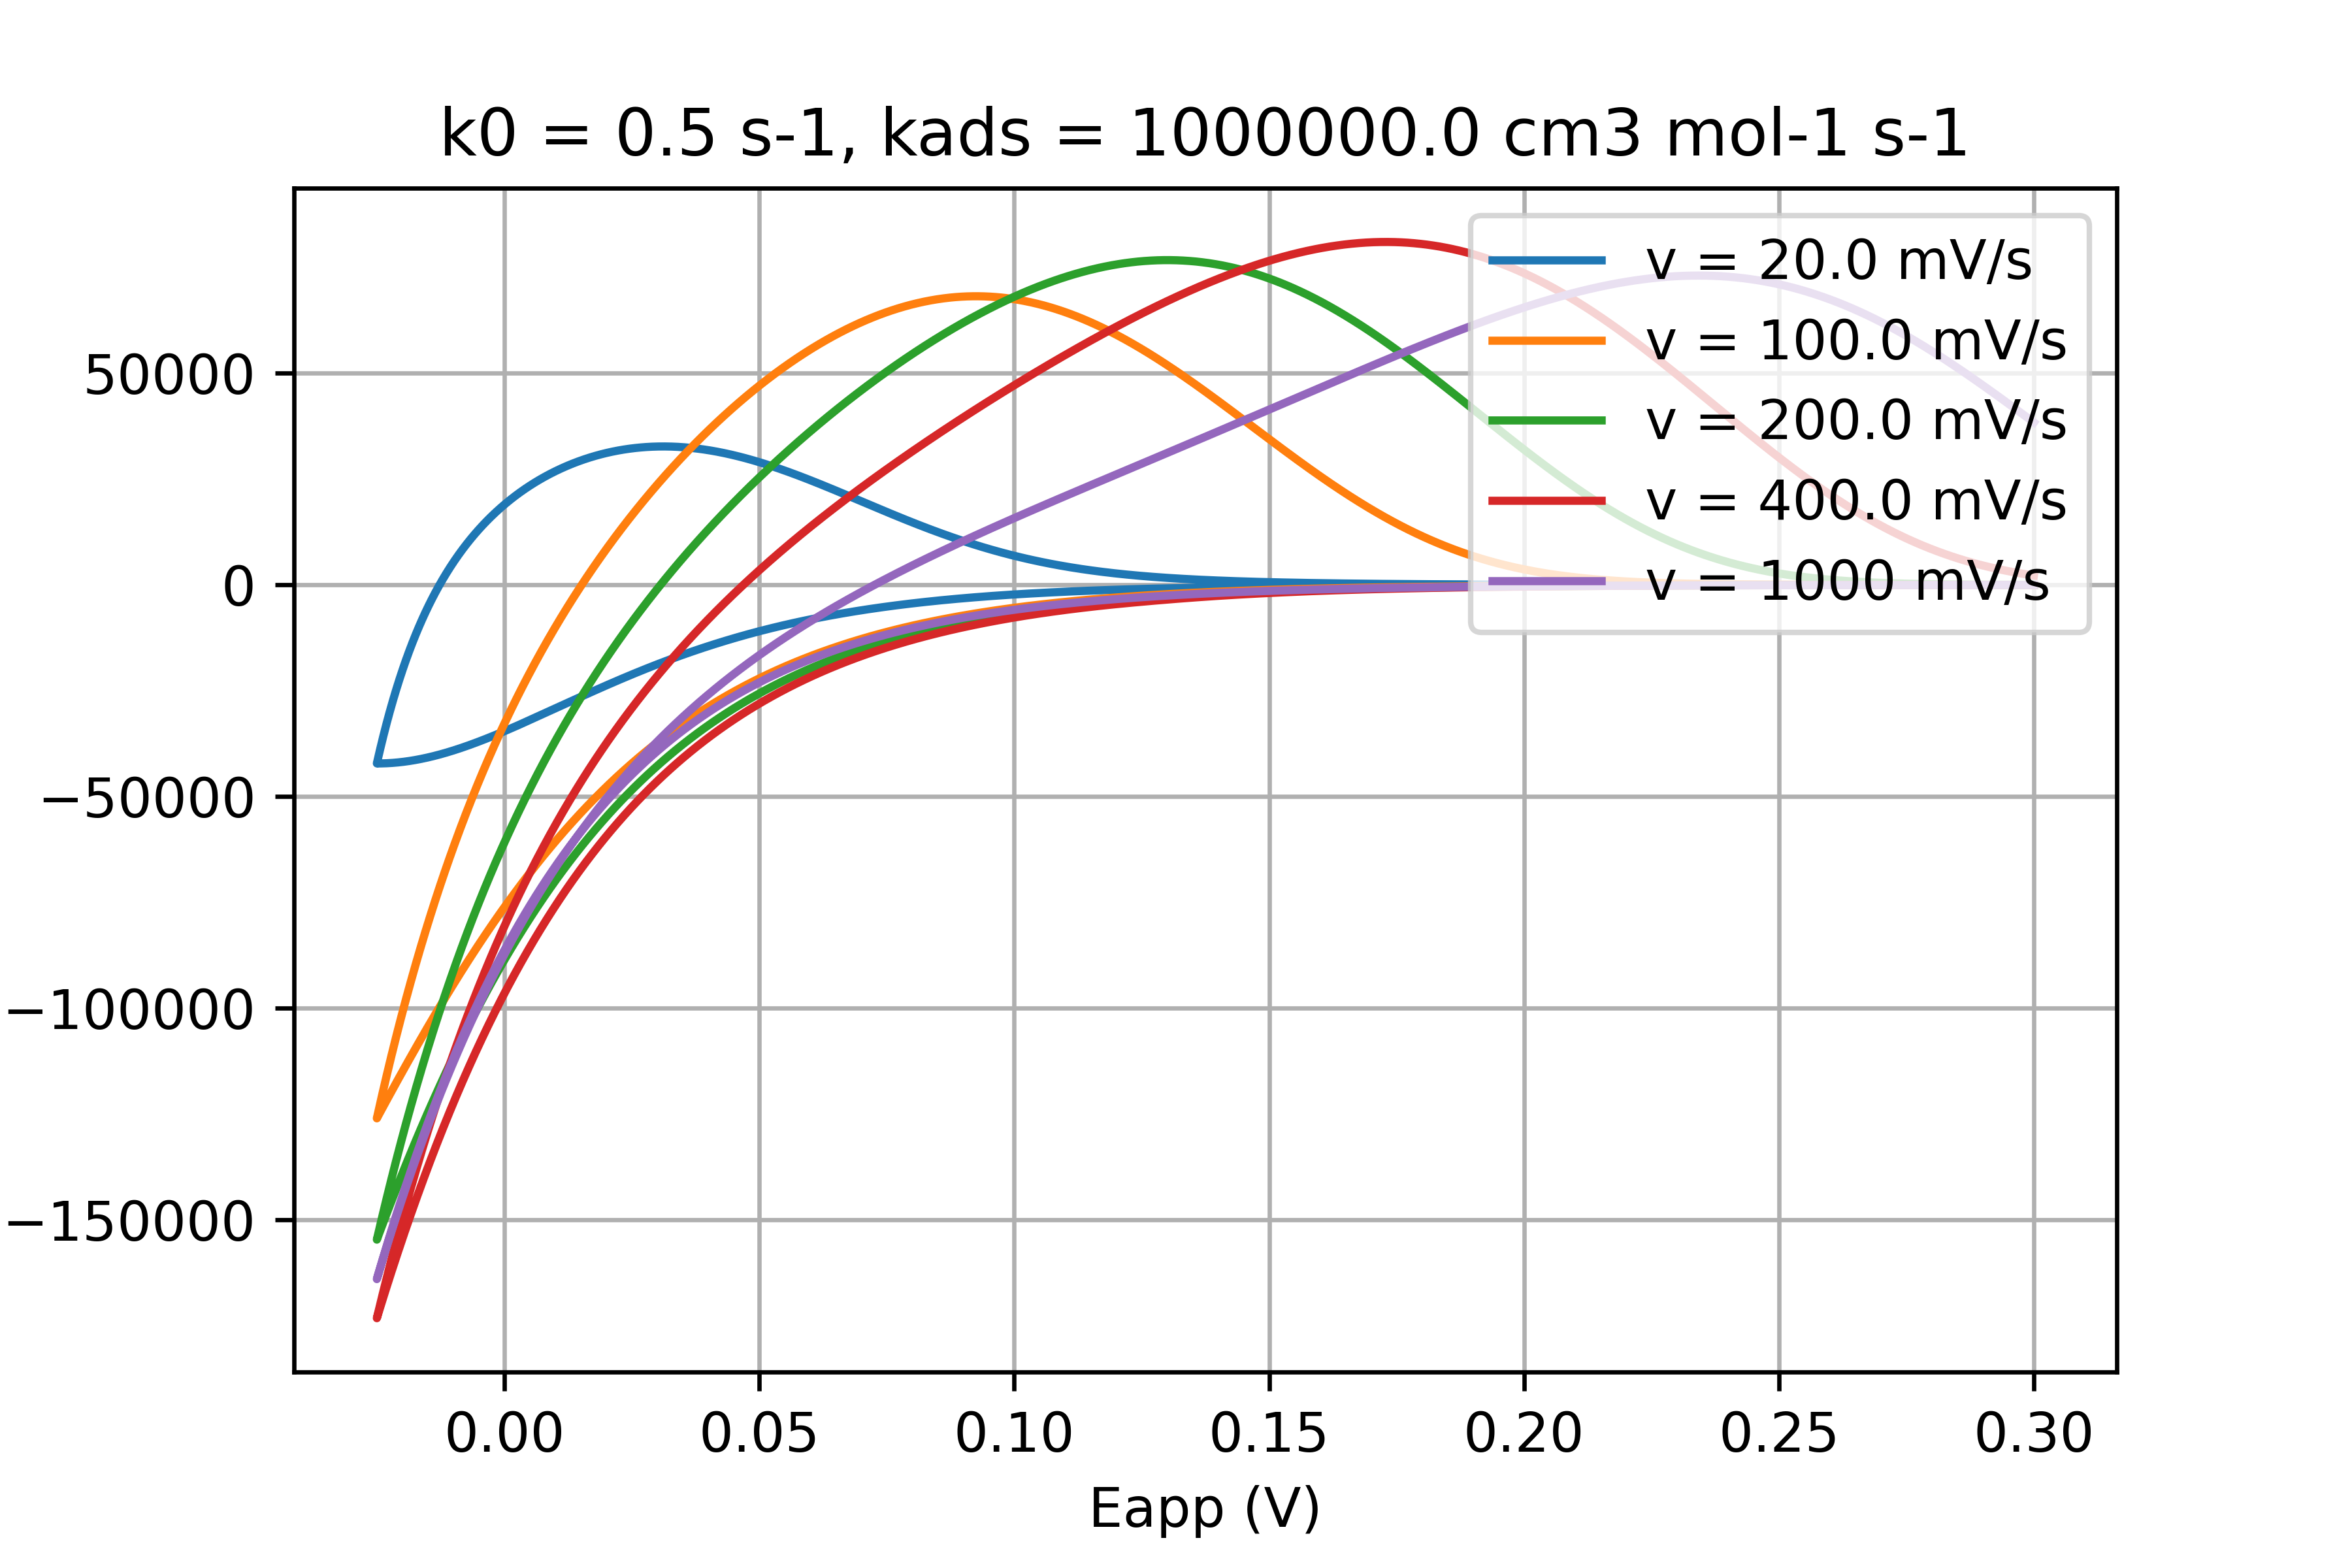 k0 = 0.5 s-1, kads = 1000000.0 cm3 mol-1 s-1
v = 20.0 mV/s
v = 100.0 mV/s
v = 200.0 mV/s
v = 400.0 mV/s
v = 1000 mV/s
50000
0
−50000
−100000
−150000
0.00 0.05 0.10 0.15 0.20 0.25 0.30
Eapp (V)